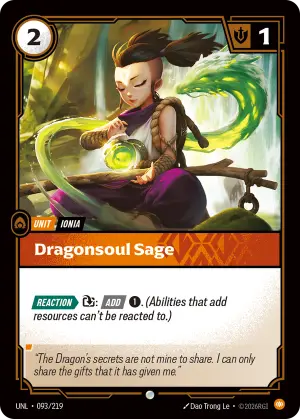 2
1
UNIT, IONIA
Dragonsoul Sage
REACTION : ADD 1. (Abilities that add
resources can't be reacted to.)
"The Dragon's secrets are not mine to share. I can only
share the gifts that it has given me."
UNL • 093/219
Dao Trong Le • ©2026RGI